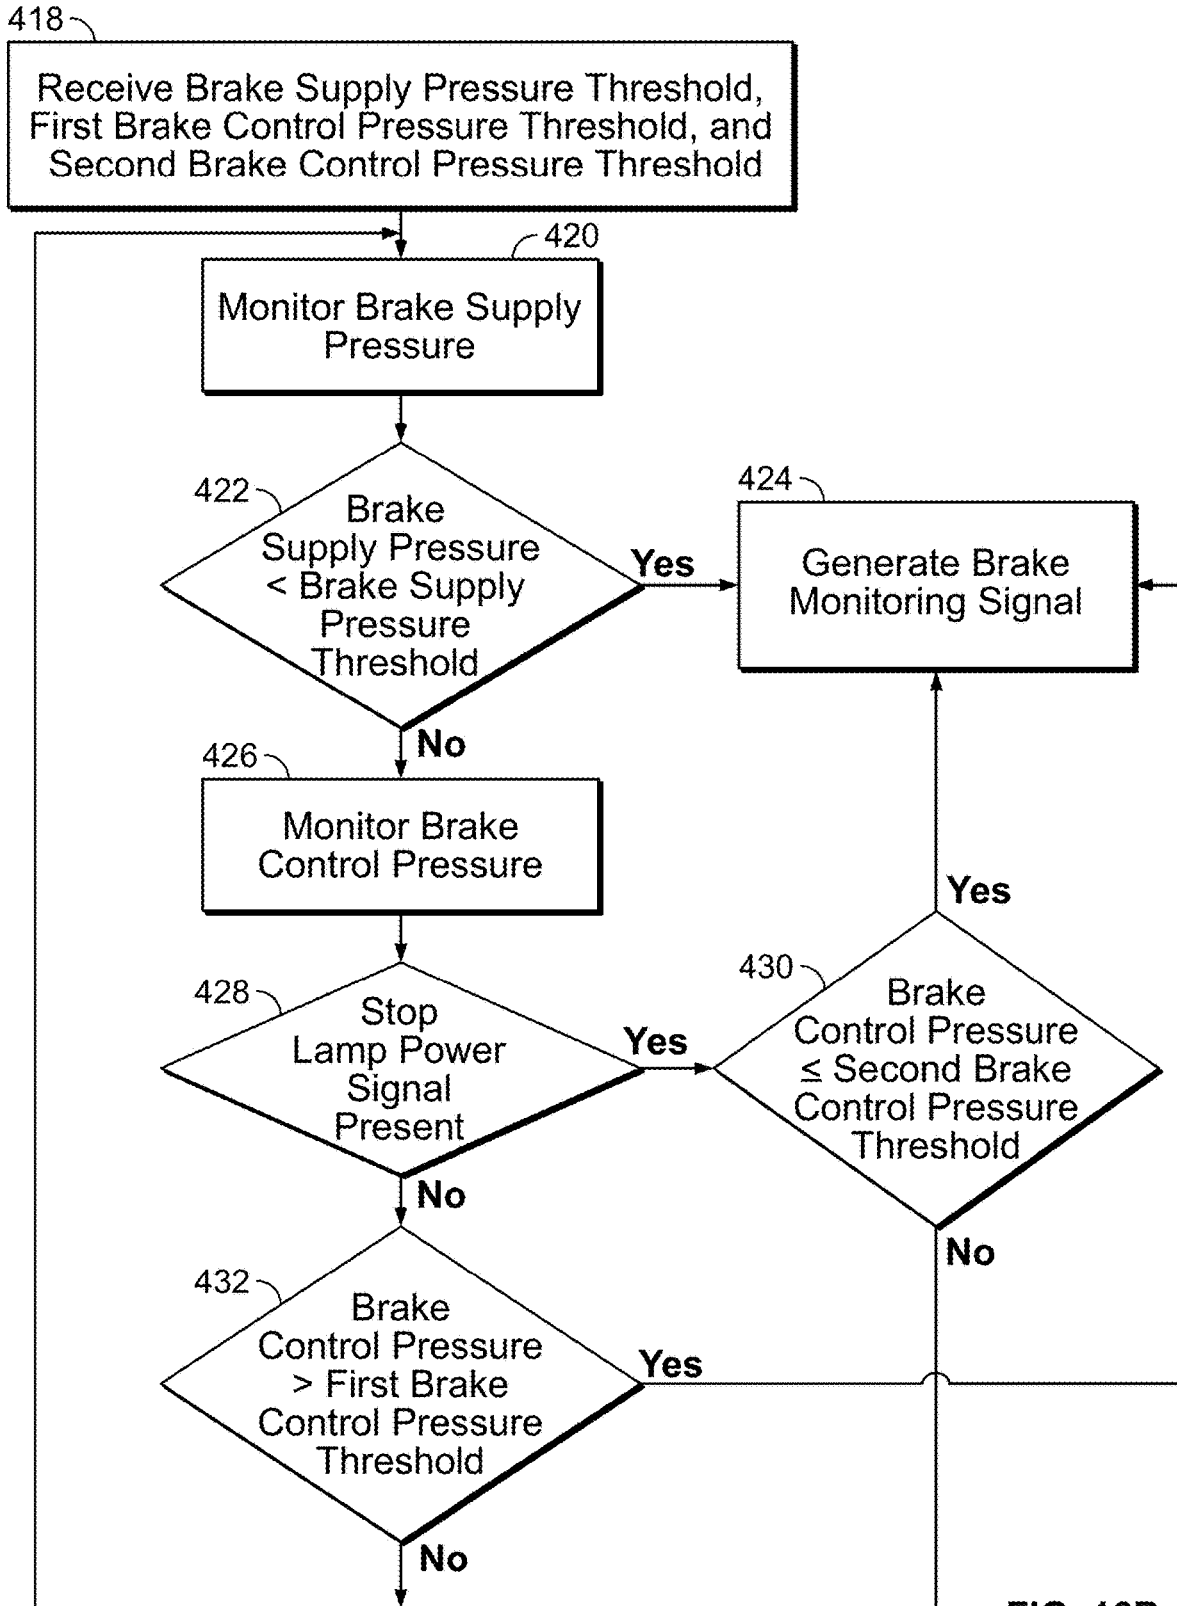 418
Receive Brake Supply Pressure Threshold,
First Brake Control Pressure Threshold, and
Second Brake Control Pressure Threshold
420
Monitor Brake Supply
Pressure
422
Brake
Supply Pressure
< Brake Supply
Pressure
Threshold
Yes
No
424
Generate Brake
Monitoring Signal
426
Monitor Brake
Control Pressure
428
Stop
Lamp Power
Signal
Present
Yes
No
430
Brake
Control Pressure
≤ Second Brake
Control Pressure
Threshold
Yes
No
432
Brake
Control Pressure
> First Brake
Control Pressure
Threshold
Yes
No